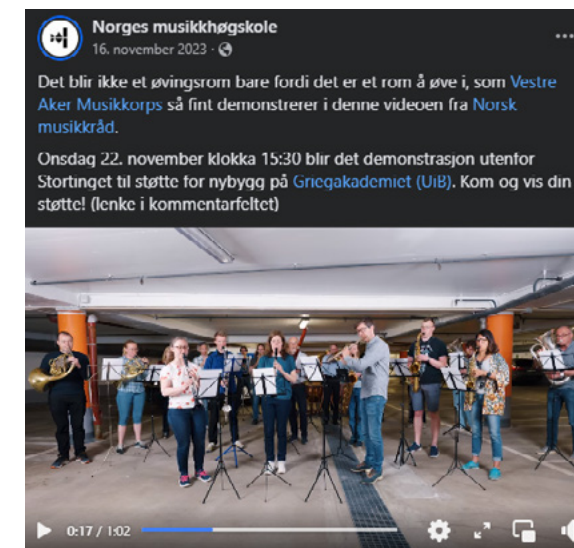 Norges musikkhøgskole
16. november 2023 ·
Det blir ikke et øvingsrom bare fordi det er et rom å øve i, som Vestre
Aker Musikkorps så fint demonstrerer i denne videoen fra Norsk
musikkråd.
Onsdag 22. november klokka 15:30 blir det demonstrasjon utenfor
Stortinget til støtte for nybygg på Griegakademiet (UiB). Kom og vis din
støtte! (lenke i kommentarfeltet)
0:17 / 1:02